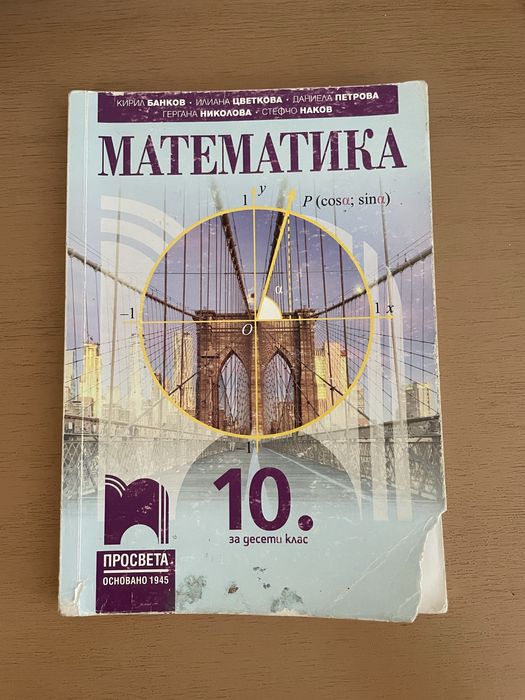 КИРИЛ БАНКОВ · ИЛИАНА ЦВЕТКОВА · ДАНИЕЛА ПЕТРОВА
ГЕРГАНА НИКОЛОВА · СТЕФЧО НАКОВ
МАТЕМАТИКА
1 y
P (cosα; sinα)
α
−1
1 x
O
−1
10.
за десети клас
ПРОСВЕТА
ОСНОВАНО 1945